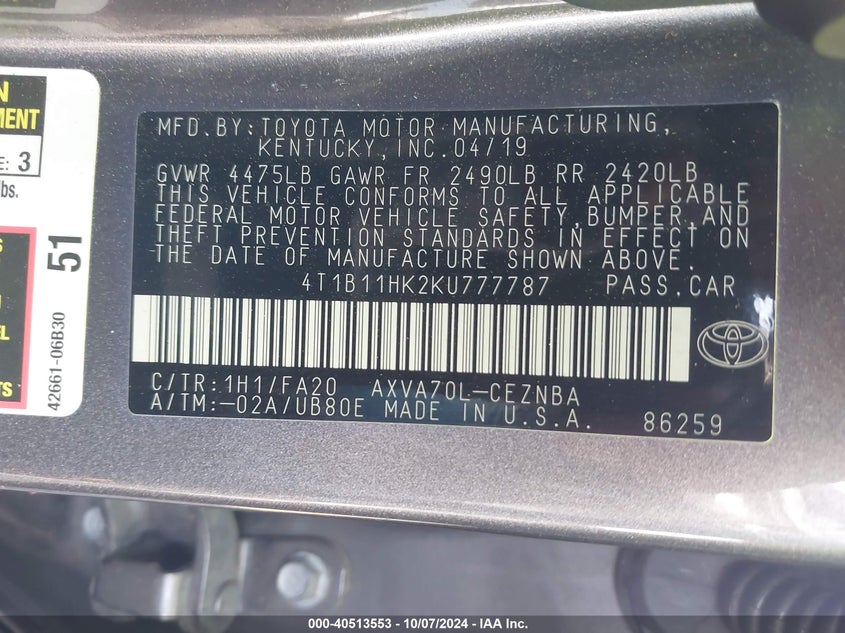 MFD.BY:TOYOTA MOTOR MANUFACTURING,
KENTUCKY,INC.04/19
GVWR 4475LB GAWR FR 2490LB RR 2420LB
THIS VEHICLE CONFORMS TO ALL APPLICABLE
FEDERAL MOTOR VEHICLE SAFETY,BUMPER,AND
THEFT PREVENTION STANDARDS IN EFFECT ON
THE DATE OF MANUFACTURE SHOWN ABOVE.
4T1B11HK2KU777787 PASS.CAR
C/TR:1H1/FA20 AXVA70L-CEZNBA
A/TM:-02A/UB80E MADE IN U.S.A.
86259
MENT
E: 3
bs.
51
42661-06B30
000-40513553 - 10/07/2024 - IAA Inc.